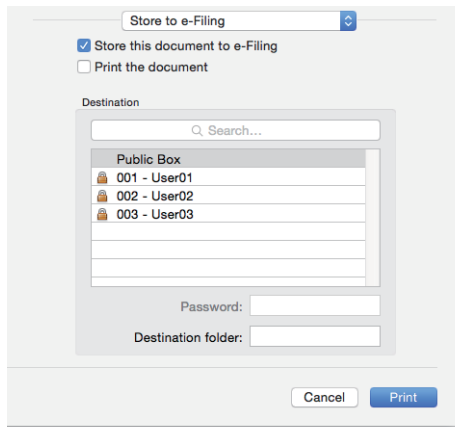 Store to e-Filing
Store this document to e-Filing
Print the document
Destination
Search...
Public Box
001 - User01
002 - User02
003 - User03
Password:
Destination folder:
Cancel Print